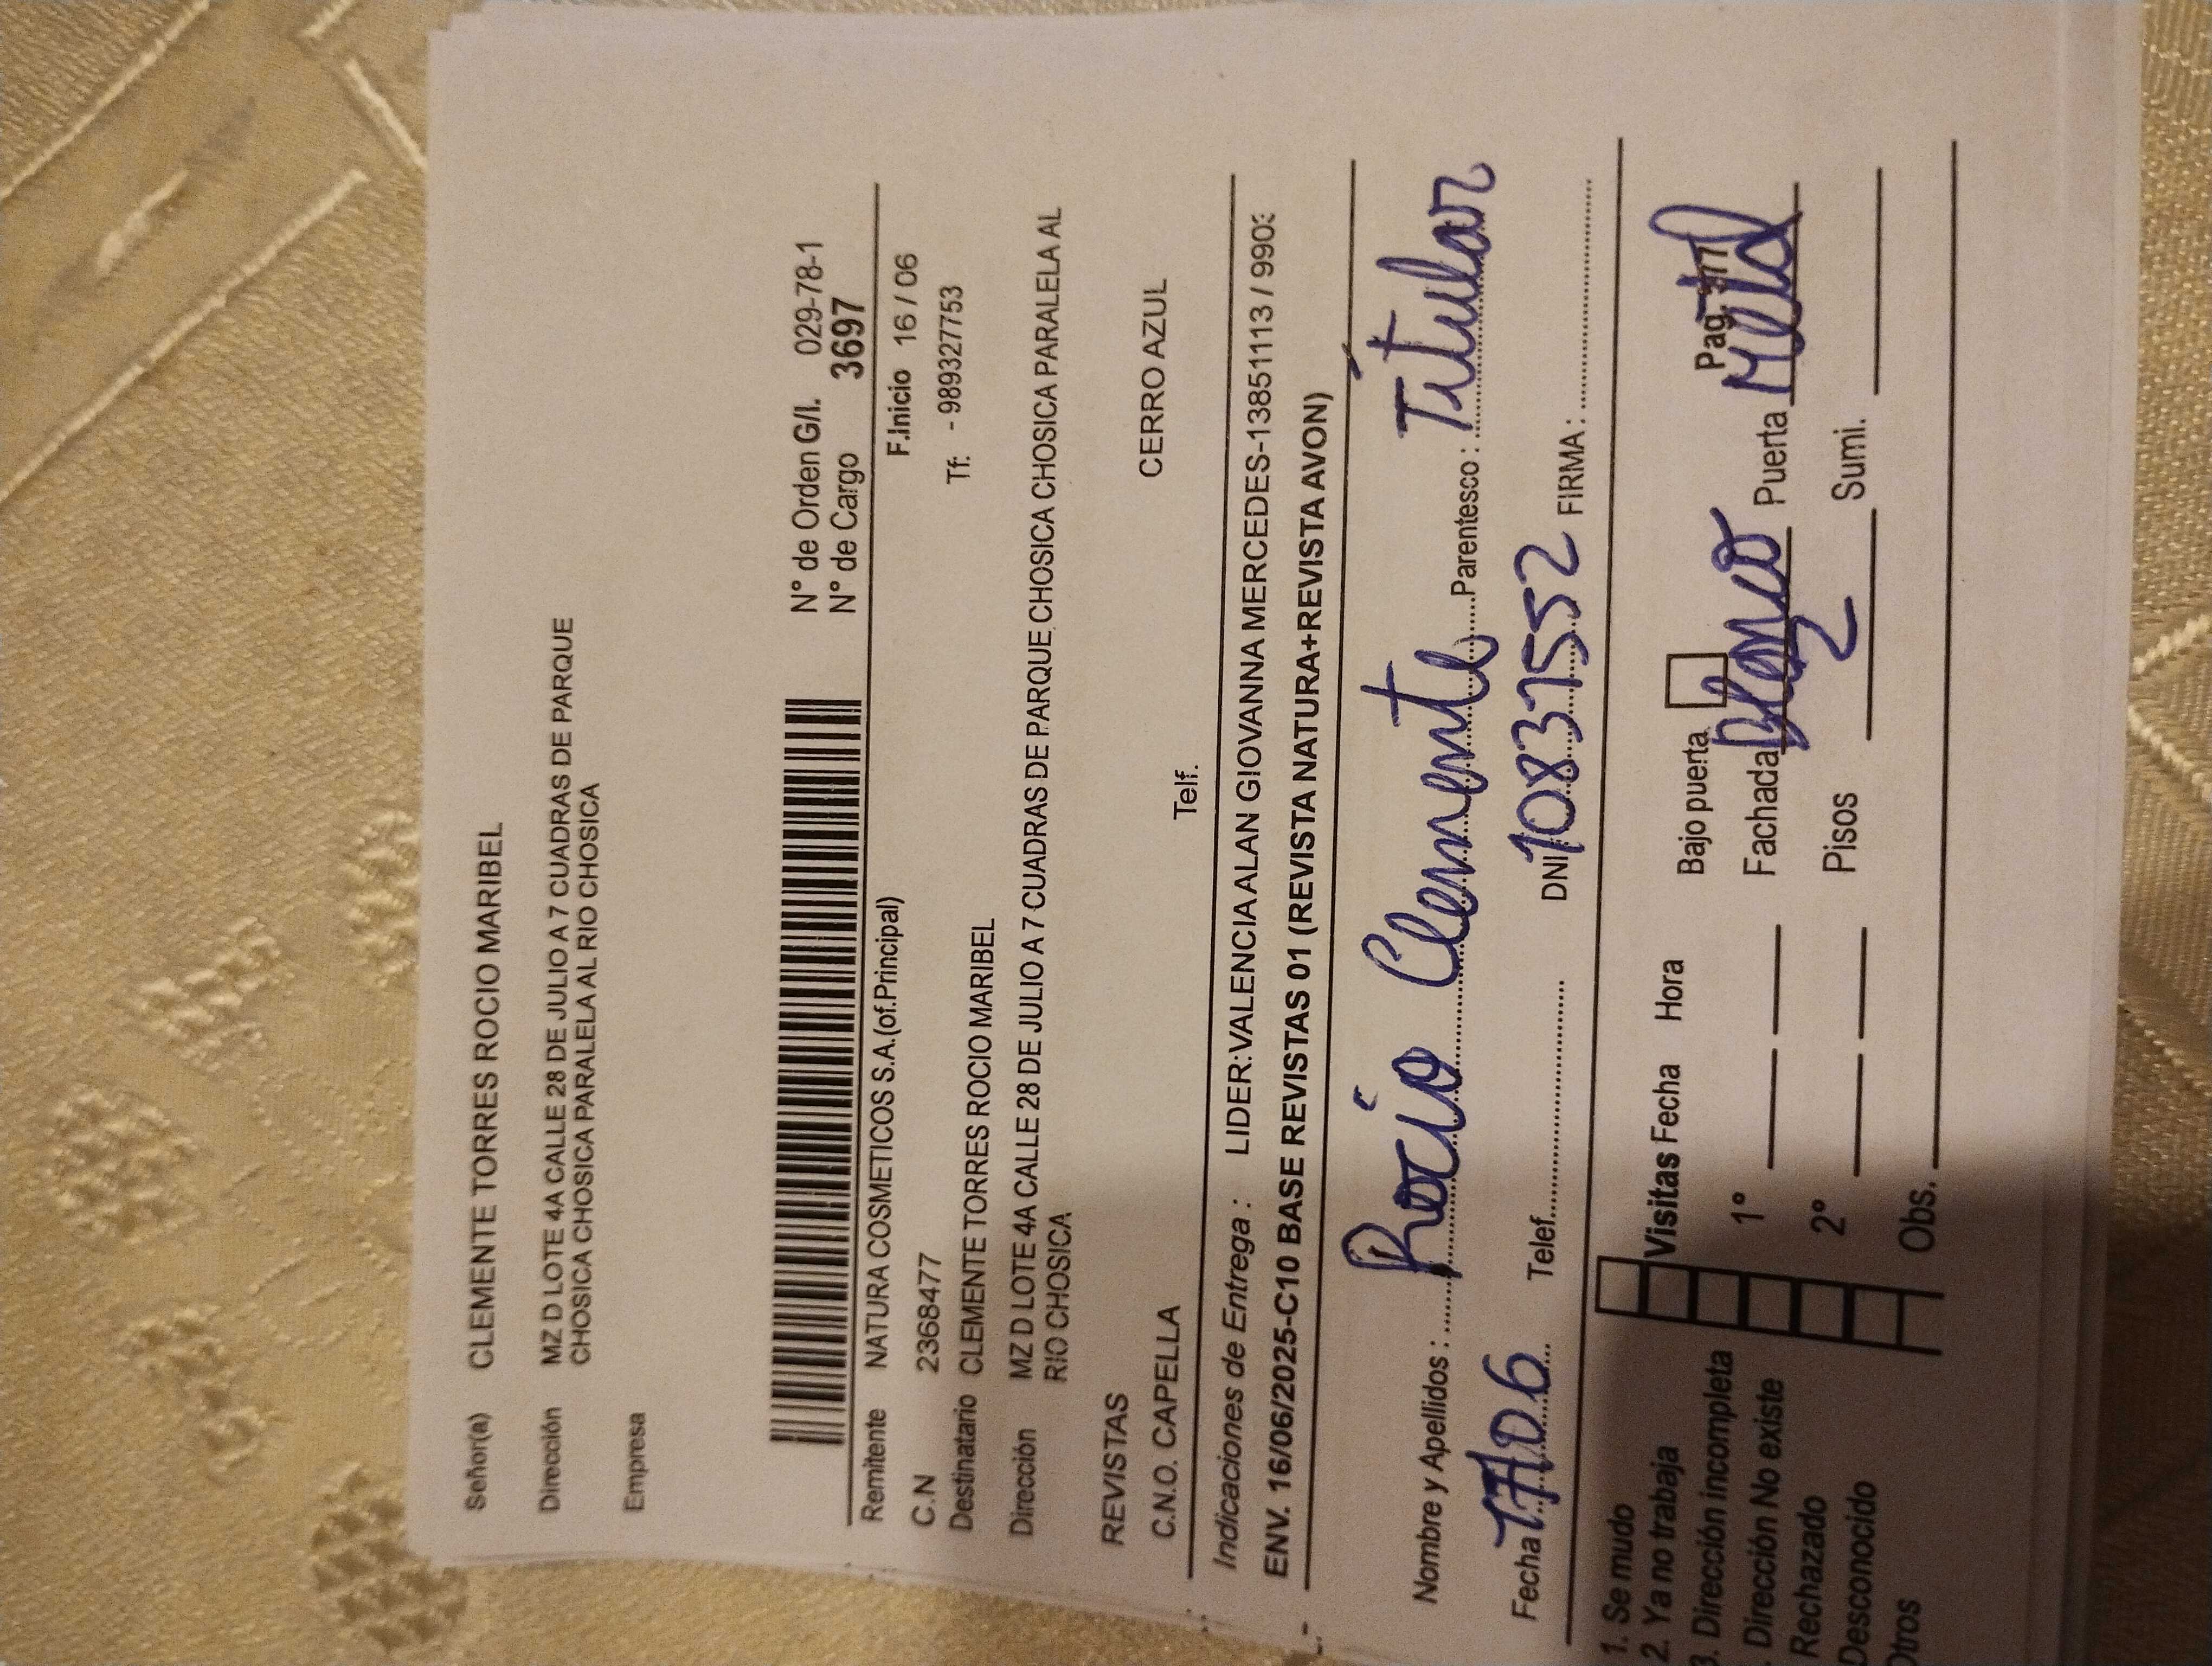 Señor(a) CLEMENTE TORRES ROCIO MARIBEL
Dirección MZ D LOTE 4A CALLE 28 DE JULIO A 7 CUADRAS DE PARQUE
CHOSICA CHOSICA PARALELA AL RIO CHOSICA
Empresa
N° de Orden G/I. 029-78-1
N° de Cargo 3697
Remitente NATURA COSMETICOS S.A.(of.Principal) F.Inicio 16 / 06
C.N 2368477 Tf: - 989327753
Destinatario CLEMENTE TORRES ROCIO MARIBEL
Dirección MZ D LOTE 4A CALLE 28 DE JULIO A 7 CUADRAS DE PARQUE CHOSICA CHOSICA PARALELA AL
RIO CHOSICA
REVISTAS
C.N.O. CAPELLA Telf. CERRO AZUL
Indicaciones de Entrega : LIDER:VALENCIA ALAN GIOVANNA MERCEDES-13851113 / 990
ENV. 16/06/2025-C10 BASE REVISTAS 01 (REVISTA NATURA+REVISTA AVON)
Nombre y Apellidos : Rocío Clemente Parentesco : Titular
Fecha 17/06 Telef. DNI 10837552 FIRMA :
1. Se mudo
2. Ya no trabaja
3. Dirección incompleta
. Dirección No existe
Rechazado
Desconocido
Otros
Visitas Fecha Hora
1°
2°
Obs.
Bajo puerta Pag.
Fachada Blanco Puerta Metal
Pisos 2 Sumi.